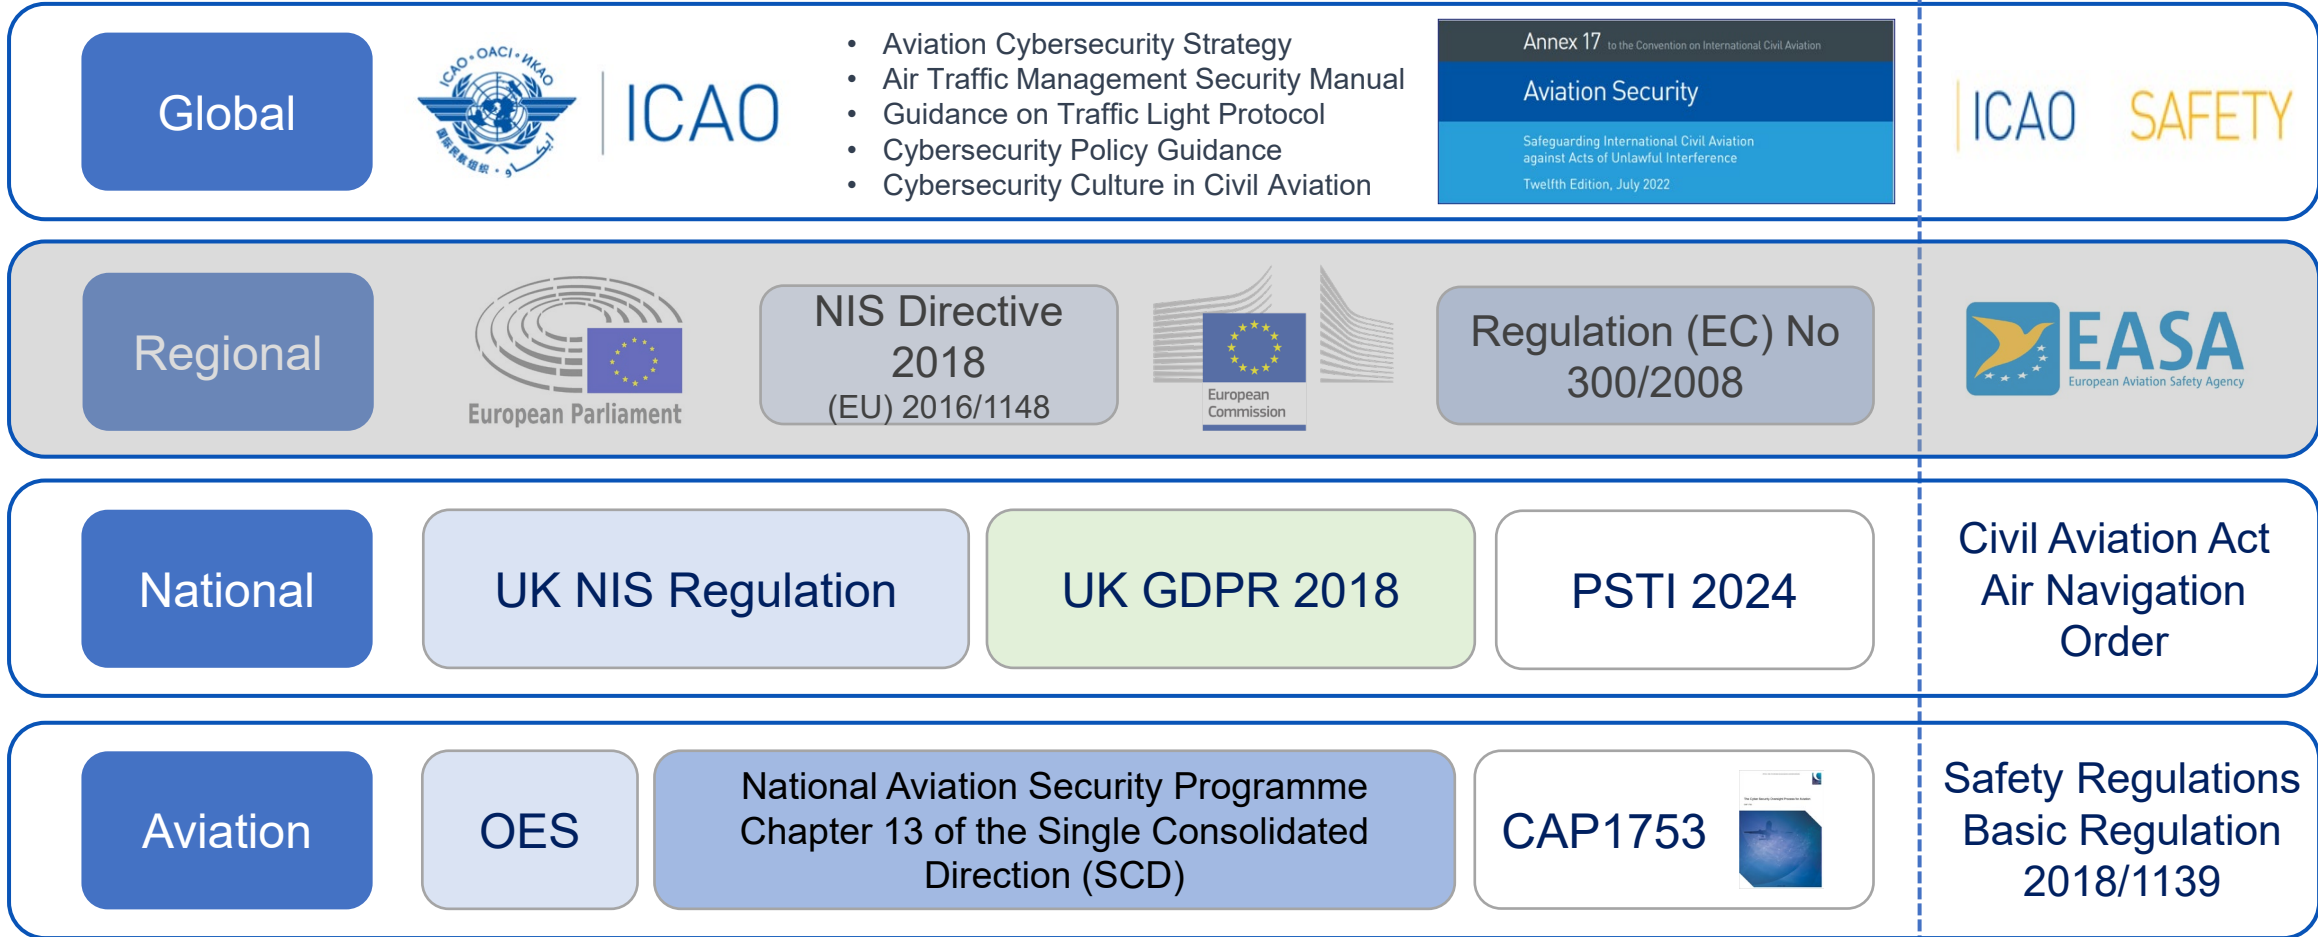 Global
ICAO · OACI · ИКАО
ICAO
• Aviation Cybersecurity Strategy
• Air Traffic Management Security Manual
• Guidance on Traffic Light Protocol
• Cybersecurity Policy Guidance
• Cybersecurity Culture in Civil Aviation
Annex 17 to the Convention on International Civil Aviation
Aviation Security
Safeguarding International Civil Aviation
against Acts of Unlawful Interference
Twelfth Edition, July 2022
ICAO SAFETY
Regional
European Parliament
NIS Directive
2018
(EU) 2016/1148
European
Commission
Regulation (EC) No
300/2008
EASA
European Aviation Safety Agency
National
UK NIS Regulation
UK GDPR 2018
PSTI 2024
Civil Aviation Act
Air Navigation
Order
Aviation
OES
National Aviation Security Programme
Chapter 13 of the Single Consolidated
Direction (SCD)
CAP1753
Safety Regulations
Basic Regulation
2018/1139